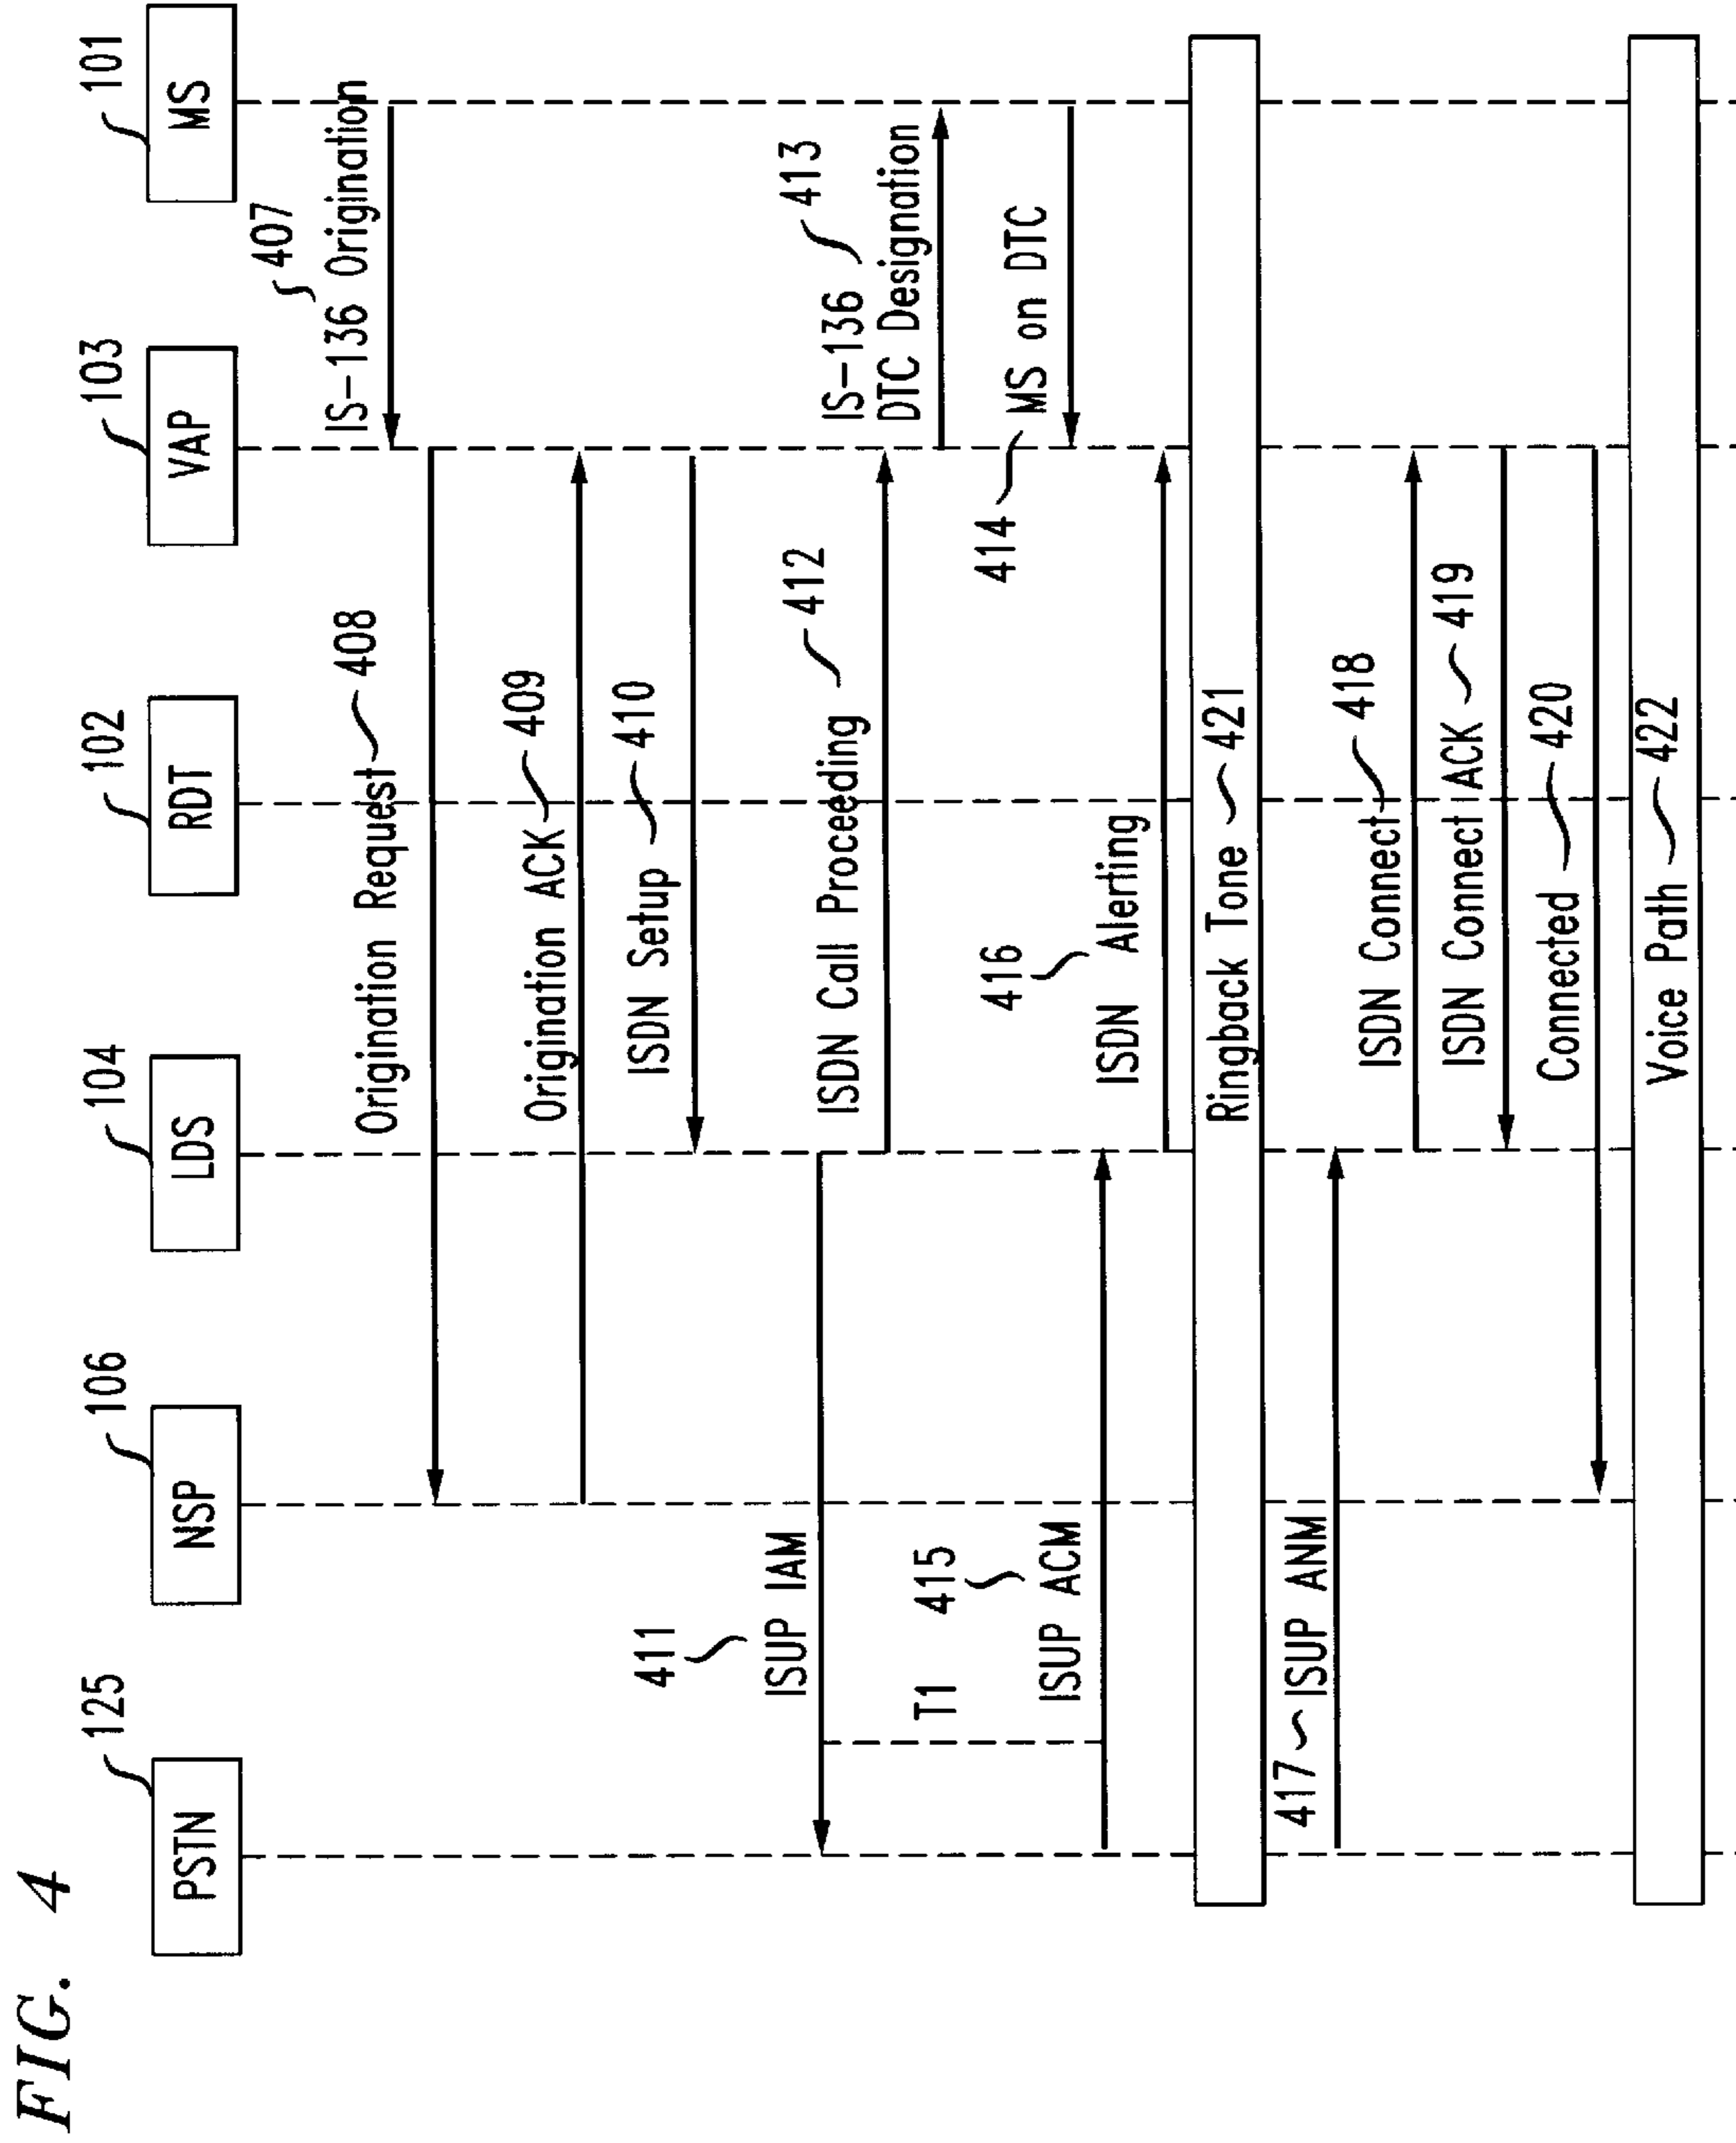 FIG. 4
125 106 104 102 103 101
PSTN NSP LDS RDT VAP MS
407
IS-136 Origination
Origination Request 408
Origination ACK 409
ISDN Setup 410
411
ISUP IAM
ISDN Call Proceeding 412
IS-136 413
DTC Designation
T1 415
ISUP ACM
414 MS on DTC
416
ISDN Alerting
Ringback Tone 421
417 ISUP ANM
ISDN Connect 418
ISDN Connect ACK 419
Connected 420
Voice Path 422